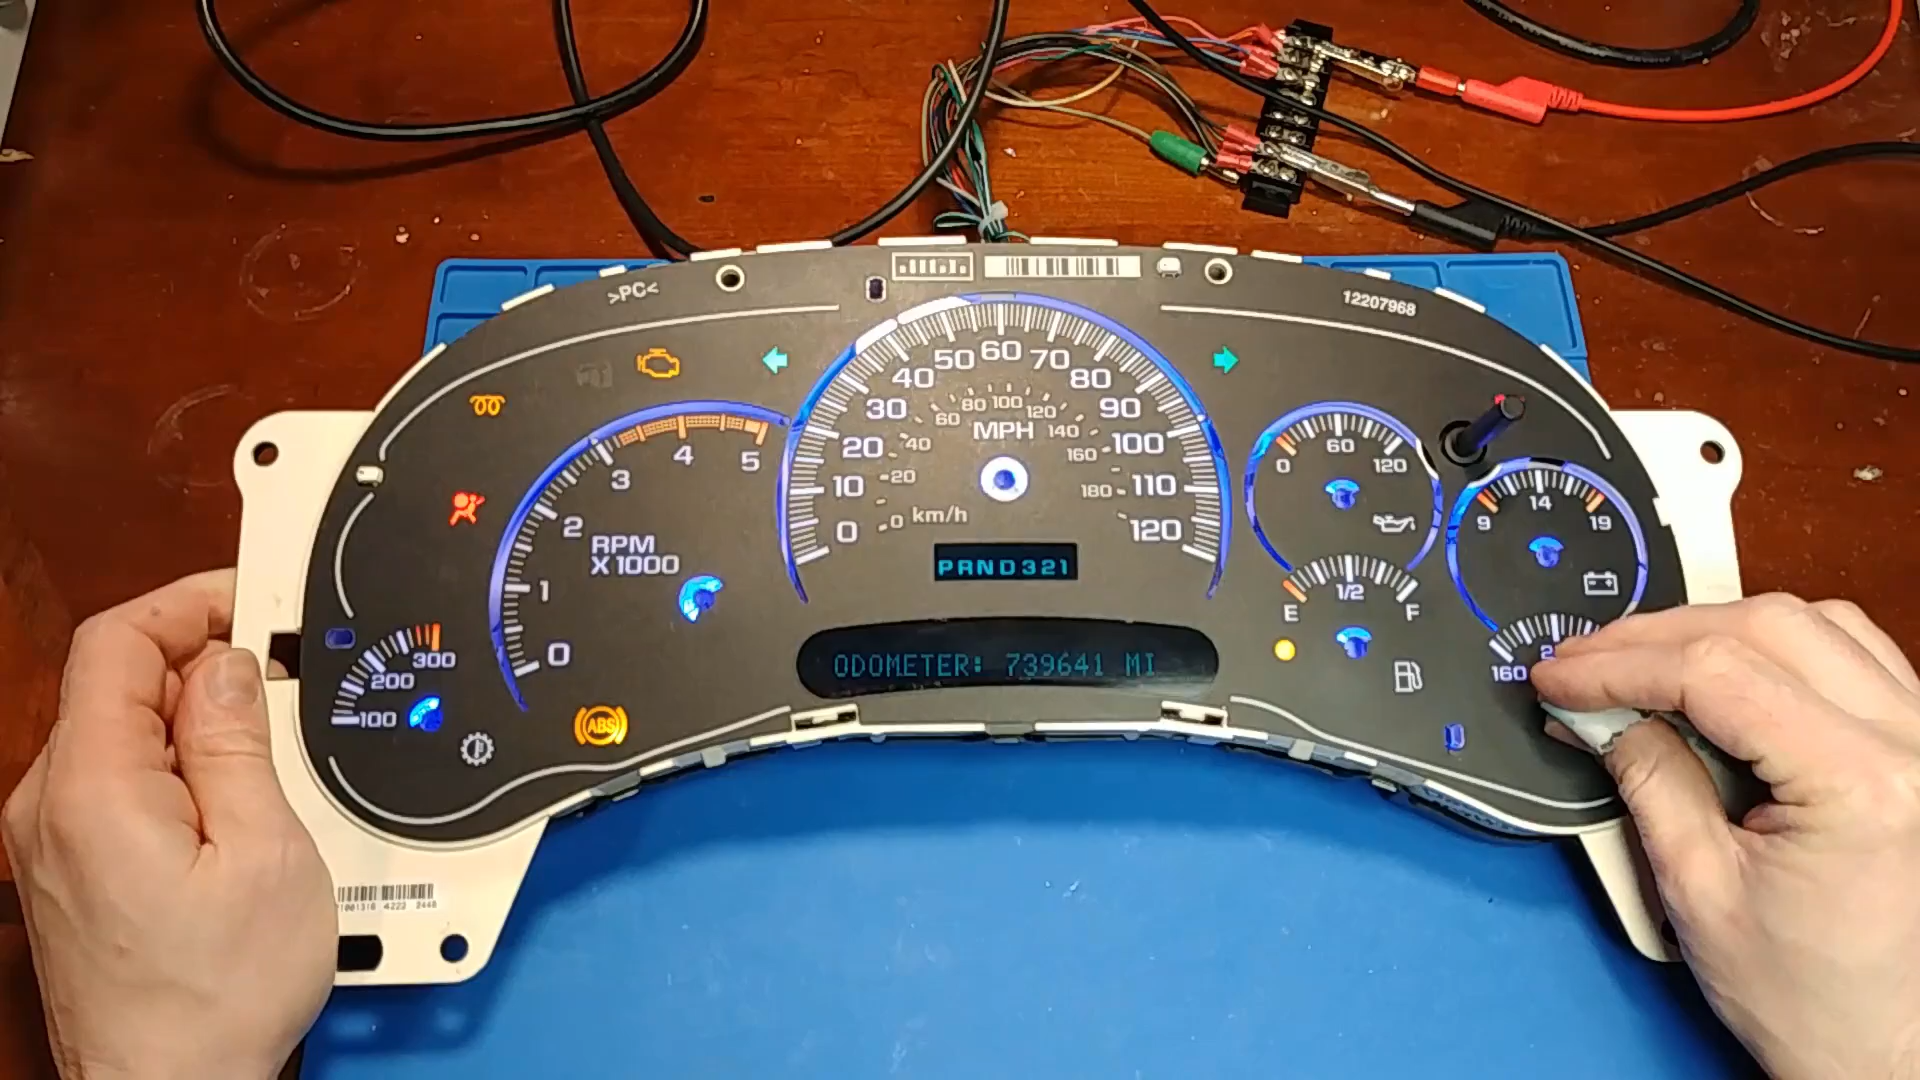 >PC<
12207968
50 60 70
40 80
30 90
20 100
10 110
0 120
60 80 100 120 140
40 160
20 180
0 km/h
MPH
PRND321
ODOMETER: 739641 MI
0 1 2 3 4 5
RPM
X1000
100 200 300
ABS
0 60 120
9 14 19
E 1/2 F
160